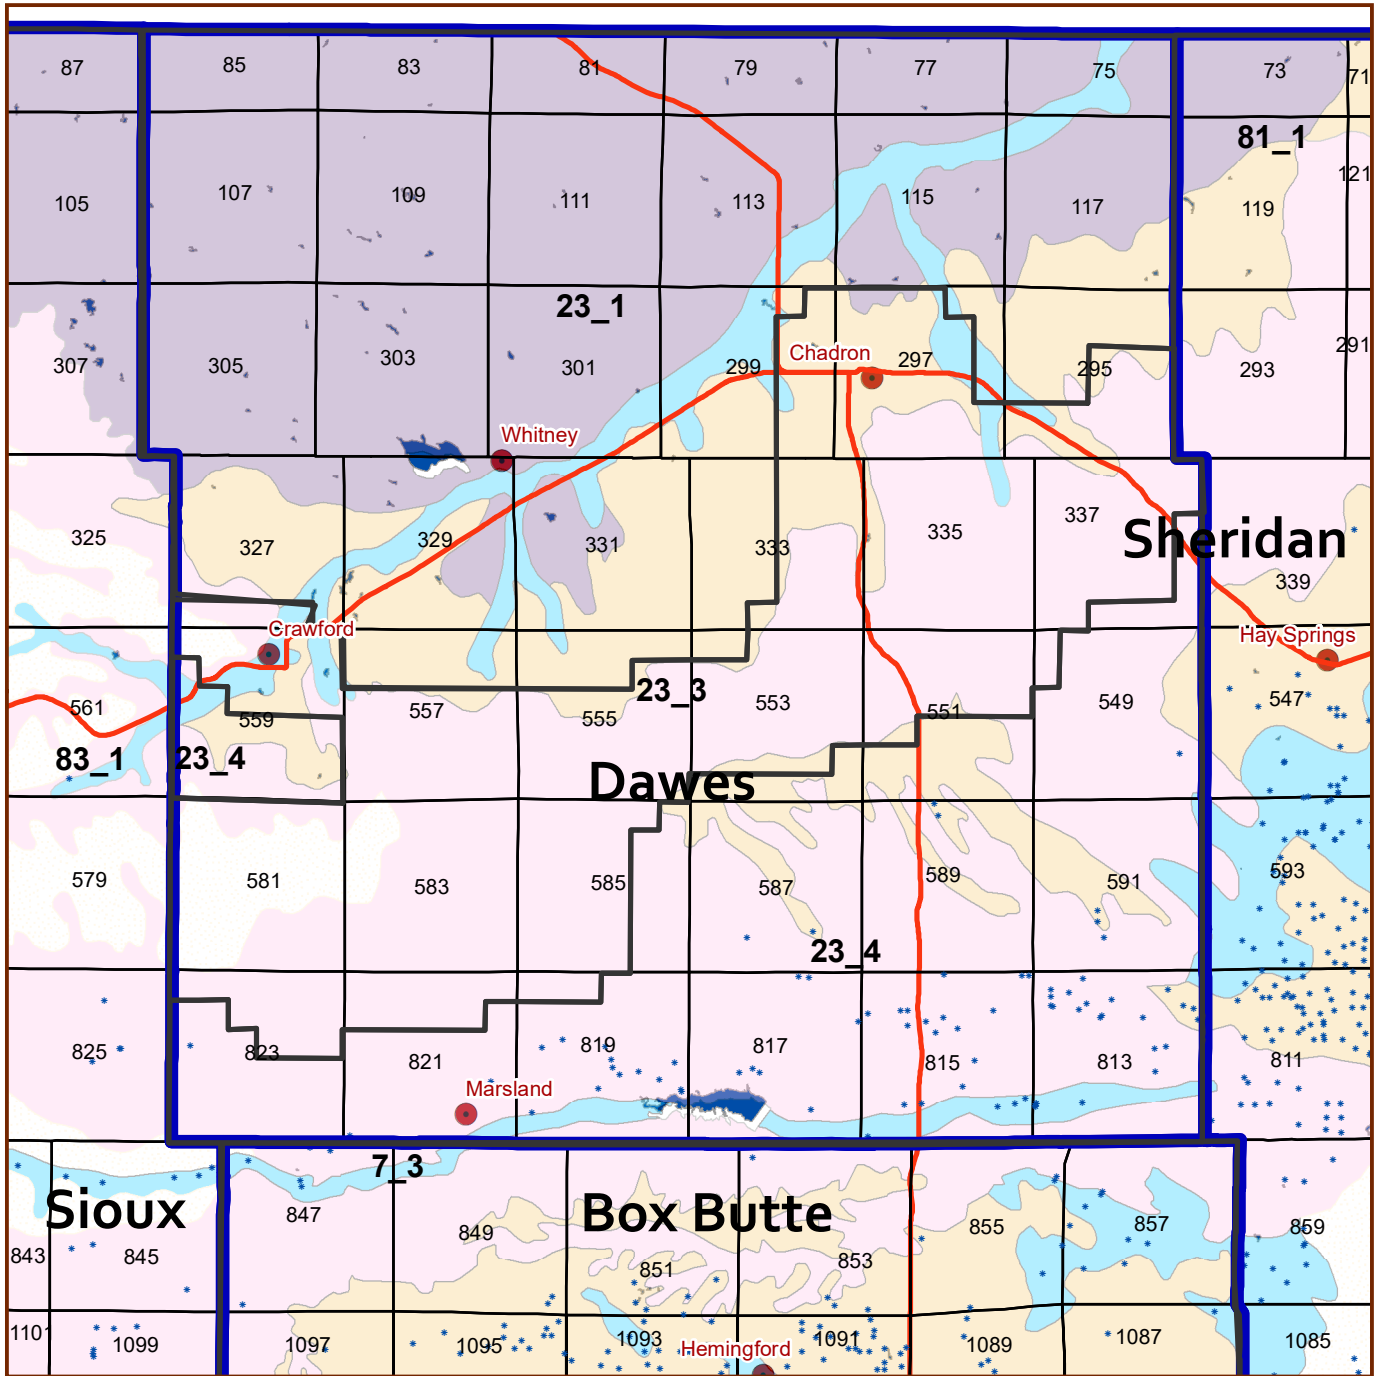 87 85 83 81 79 77 75 73 71
81_1
105 107 109 111 113 115 117 119 121
23_1
307 305 303 301 299 Chadron 297 295 293 291
Whitney
325 327 329 331 333 335 337 Sheridan
339
Crawford
Hay Springs
561 559 557 555 23_3 553 551 549 547
83_1 23_4
Dawes
579 581 583 585 587 589 591 593
23_4
825 823 821 819 817 815 813 811
Marsland
7_3
Sioux Box Butte
847 849 855 857 859
843 845 851 853
1101 1099 1097 1095 1093 1091 1089 1087 1085
Hemingford